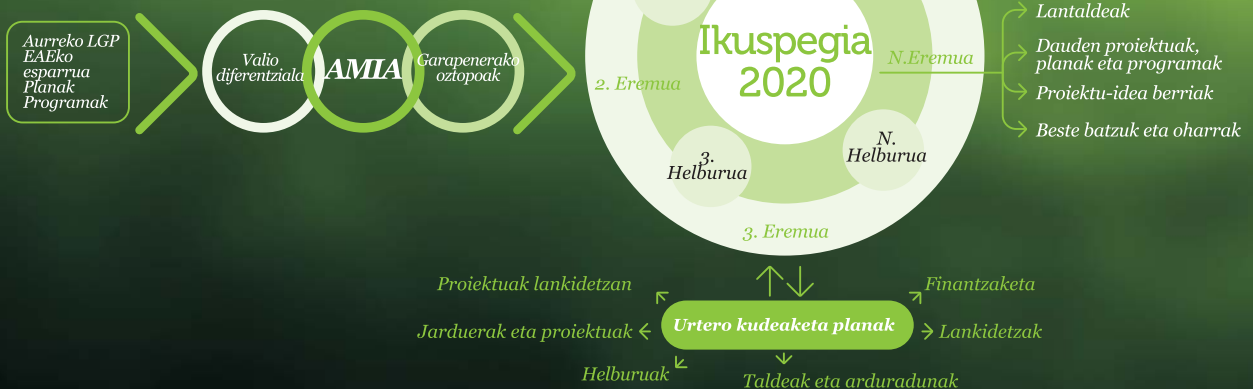 Aurreko LGP
EAEko
esparrua
Planak
Programak
Valio
diferentziala
AMIA
Garapenerako
oztopoak
Ikuspegia
2020
2. Eremua
N.Eremua
3.
Helburua
N.
Helburua
3. Eremua
Lantaldeak
Dauden proiektuak,
planak eta programak
Proiektu-idea berriak
Beste batzuk eta oharrak
Urtero kudeaketa planak
Proiektuak lankidetzan
Jarduerak eta proiektuak
Helburuak
Taldeak eta arduradunak
Lankidetzak
Finantzaketa